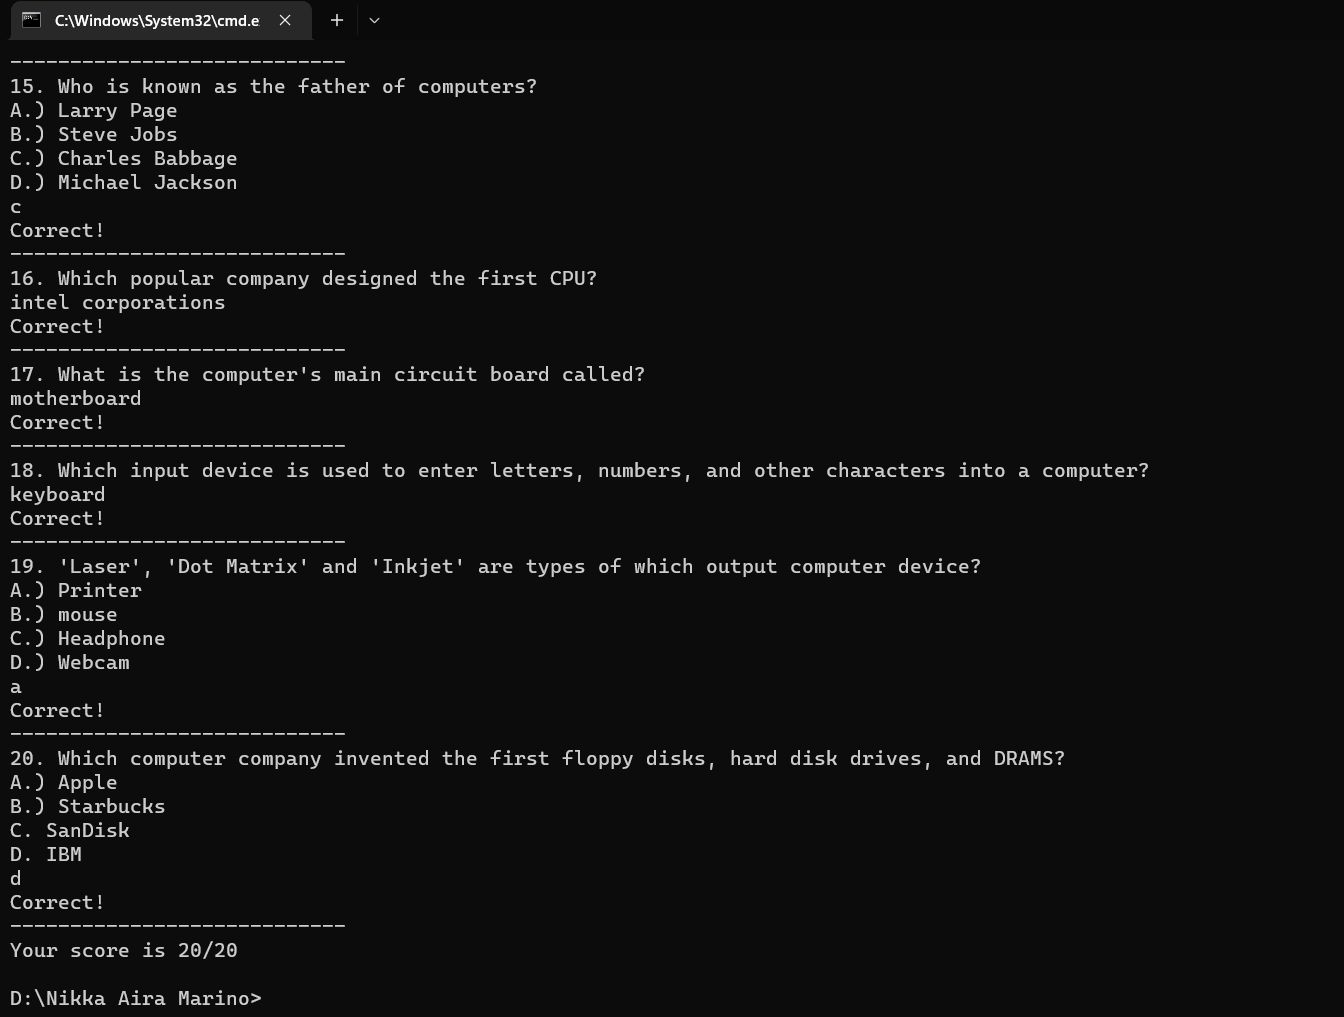 C:\Windows\System32\cmd.e
----------------------------
15. Who is known as the father of computers?
A.) Larry Page
B.) Steve Jobs
C.) Charles Babbage
D.) Michael Jackson
c
Correct!
----------------------------
16. Which popular company designed the first CPU?
intel corporations
Correct!
----------------------------
17. What is the computer's main circuit board called?
motherboard
Correct!
----------------------------
18. Which input device is used to enter letters, numbers, and other characters into a computer?
keyboard
Correct!
----------------------------
19. 'Laser', 'Dot Matrix' and 'Inkjet' are types of which output computer device?
A.) Printer
B.) mouse
C.) Headphone
D.) Webcam
a
Correct!
----------------------------
20. Which computer company invented the first floppy disks, hard disk drives, and DRAMS?
A.) Apple
B.) Starbucks
C. SanDisk
D. IBM
d
Correct!
----------------------------
Your score is 20/20
D:\Nikka Aira Marino>